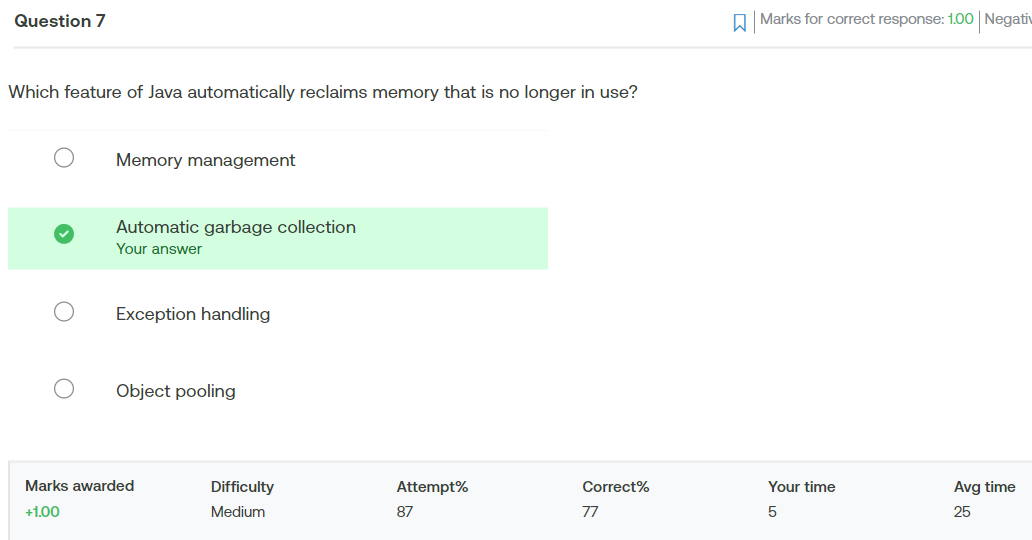 Question 7
Marks for correct response: 1.00
Which feature of Java automatically reclaims memory that is no longer in use?
Memory management
Automatic garbage collection
Your answer
Exception handling
Object pooling
Marks awarded Difficulty Attempt% Correct% Your time Avg time
+1.00 Medium 87 77 5 25